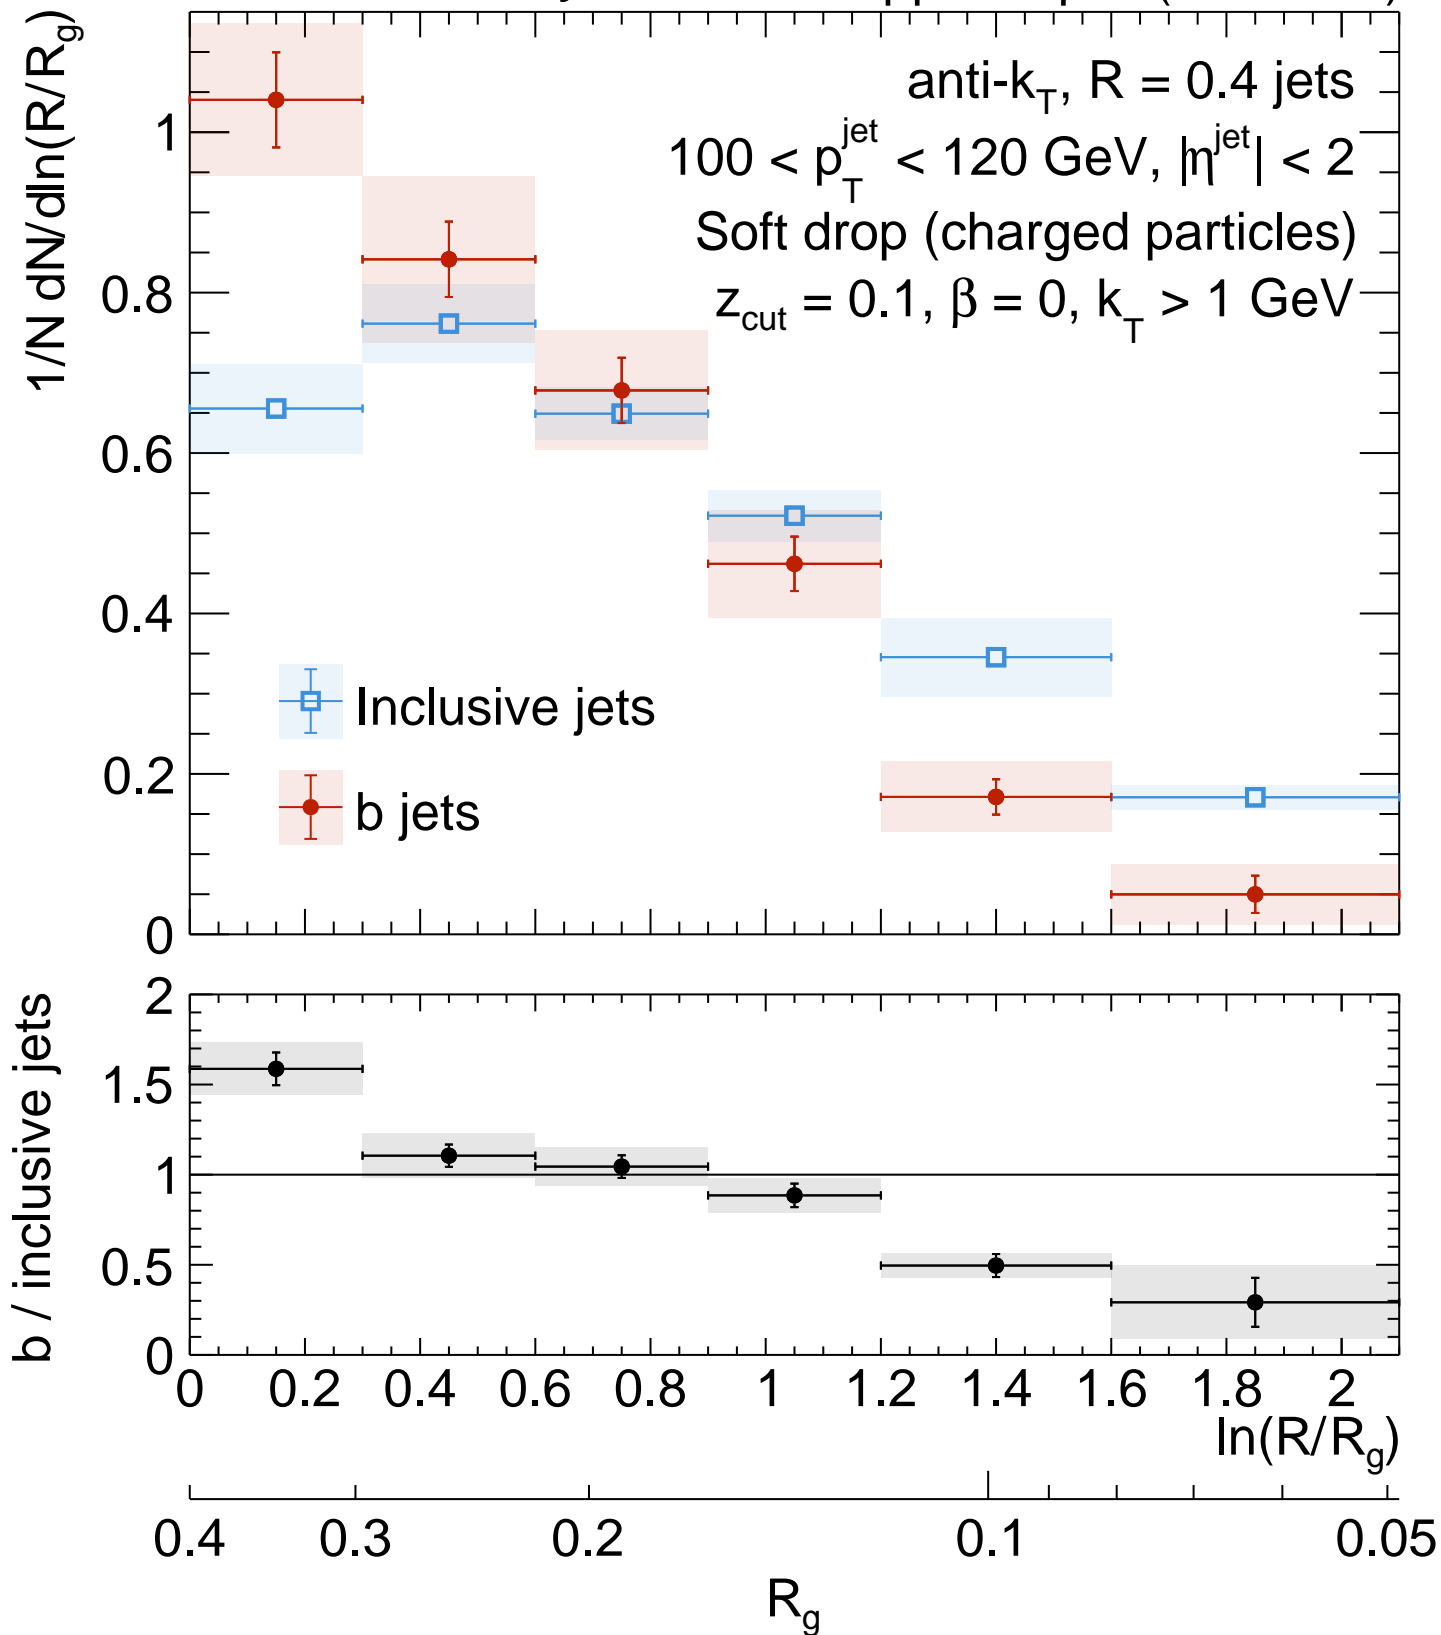 anti-k_T, R = 0.4 jets
100 < p_T^jet < 120 GeV, |η^jet| < 2
Soft drop (charged particles)
z_cut = 0.1, β = 0, k_T > 1 GeV
1/N dN/dln(R/R_g)
1
0.8
0.6
0.4
0.2
0
Inclusive jets
b jets
b / inclusive jets
2
1.5
1
0.5
0
0 0.2 0.4 0.6 0.8 1 1.2 1.4 1.6 1.8 2
ln(R/R_g)
0.4 0.3 0.2 0.1 0.05
R_g